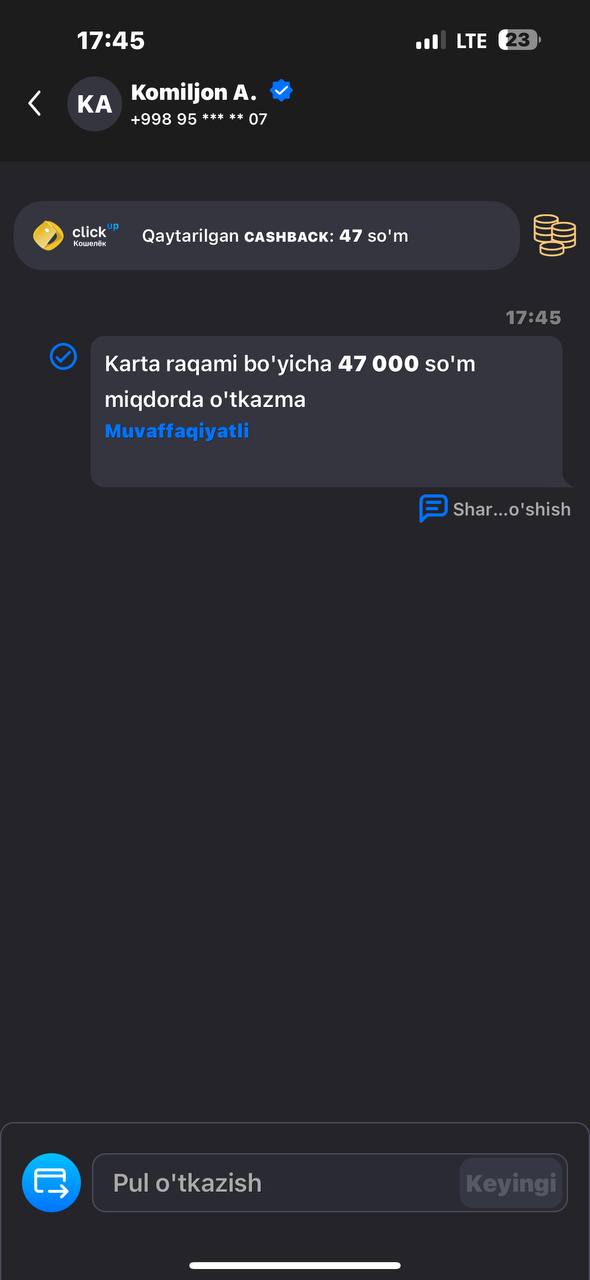 17:45
LTE
23
KA
Komiljon A.
+998 95 *** ** 07
click up
Кошелёк
Qaytarilgan CASHBACK: 47 so'm
17:45
Karta raqami bo'yicha 47 000 so'm
miqdorda o'tkazma
Muvaffaqiyatli
Shar...o'shish
Pul o'tkazish
Keyingi